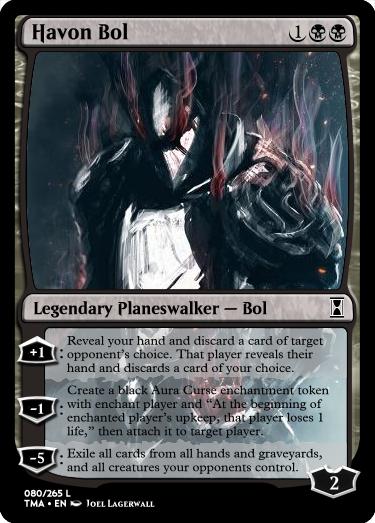 Havon Bol 1
Legendary Planeswalker — Bol
+1: Reveal your hand and discard a card of target
opponent's choice. That player reveals their
hand and discards a card of your choice.
Create a black Aura Curse enchantment token
-1: with enchant player and “At the beginning of
enchanted player's upkeep, that player loses 1
life,” then attach it to target player.
-5: Exile all cards from all hands and graveyards,
and all creatures your opponents control.
2
080/265 L
TMA • EN Joel Lagerwall